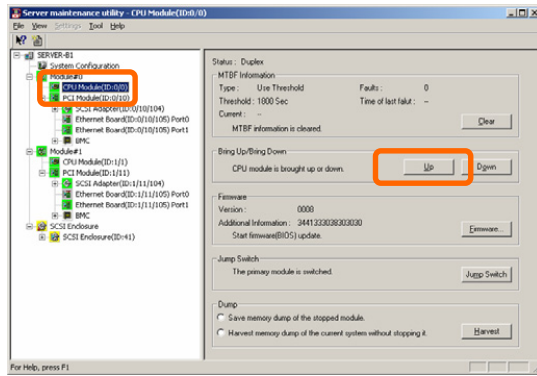 Server maintenance utility - CPU Module(ID:0/0)
File View Settings Tool Help
SERVER-B1
System Configuration
Module#0
CPU Module(ID:0/0)
PCI Module(ID:0/10)
SCSI Adapter(ID:0/10/104)
Ethernet Board(ID:0/10/105) Port0
Ethernet Board(ID:0/10/105) Port1
BMC
Module#1
CPU Module(ID:1/1)
PCI Module(ID:1/11)
SCSI Adapter(ID:1/11/104)
Ethernet Board(ID:1/11/105) Port0
Ethernet Board(ID:1/11/105) Port1
BMC
SCSI Enclosure
SCSI Enclosure(ID:41)
Status : Duplex
MTBF Information
Type : Use Threshold Faults : 0
Threshold : 1800 Sec Time of last falut : --
Current : --
MTBF information is cleared.
Clear
Bring Up/Bring Down
CPU module is brought up or down.
Up
Down
Firmware
Version : 0000
Additional Information : 3441333038303030
Start firmware(BIOS) update.
Firmware...
Jump Switch
The primary module is switched.
Jump Switch
Dump
Save memory dump of the stopped module.
Harvest memory dump of the current system without stopping it.
Harvest
For Help, press F1